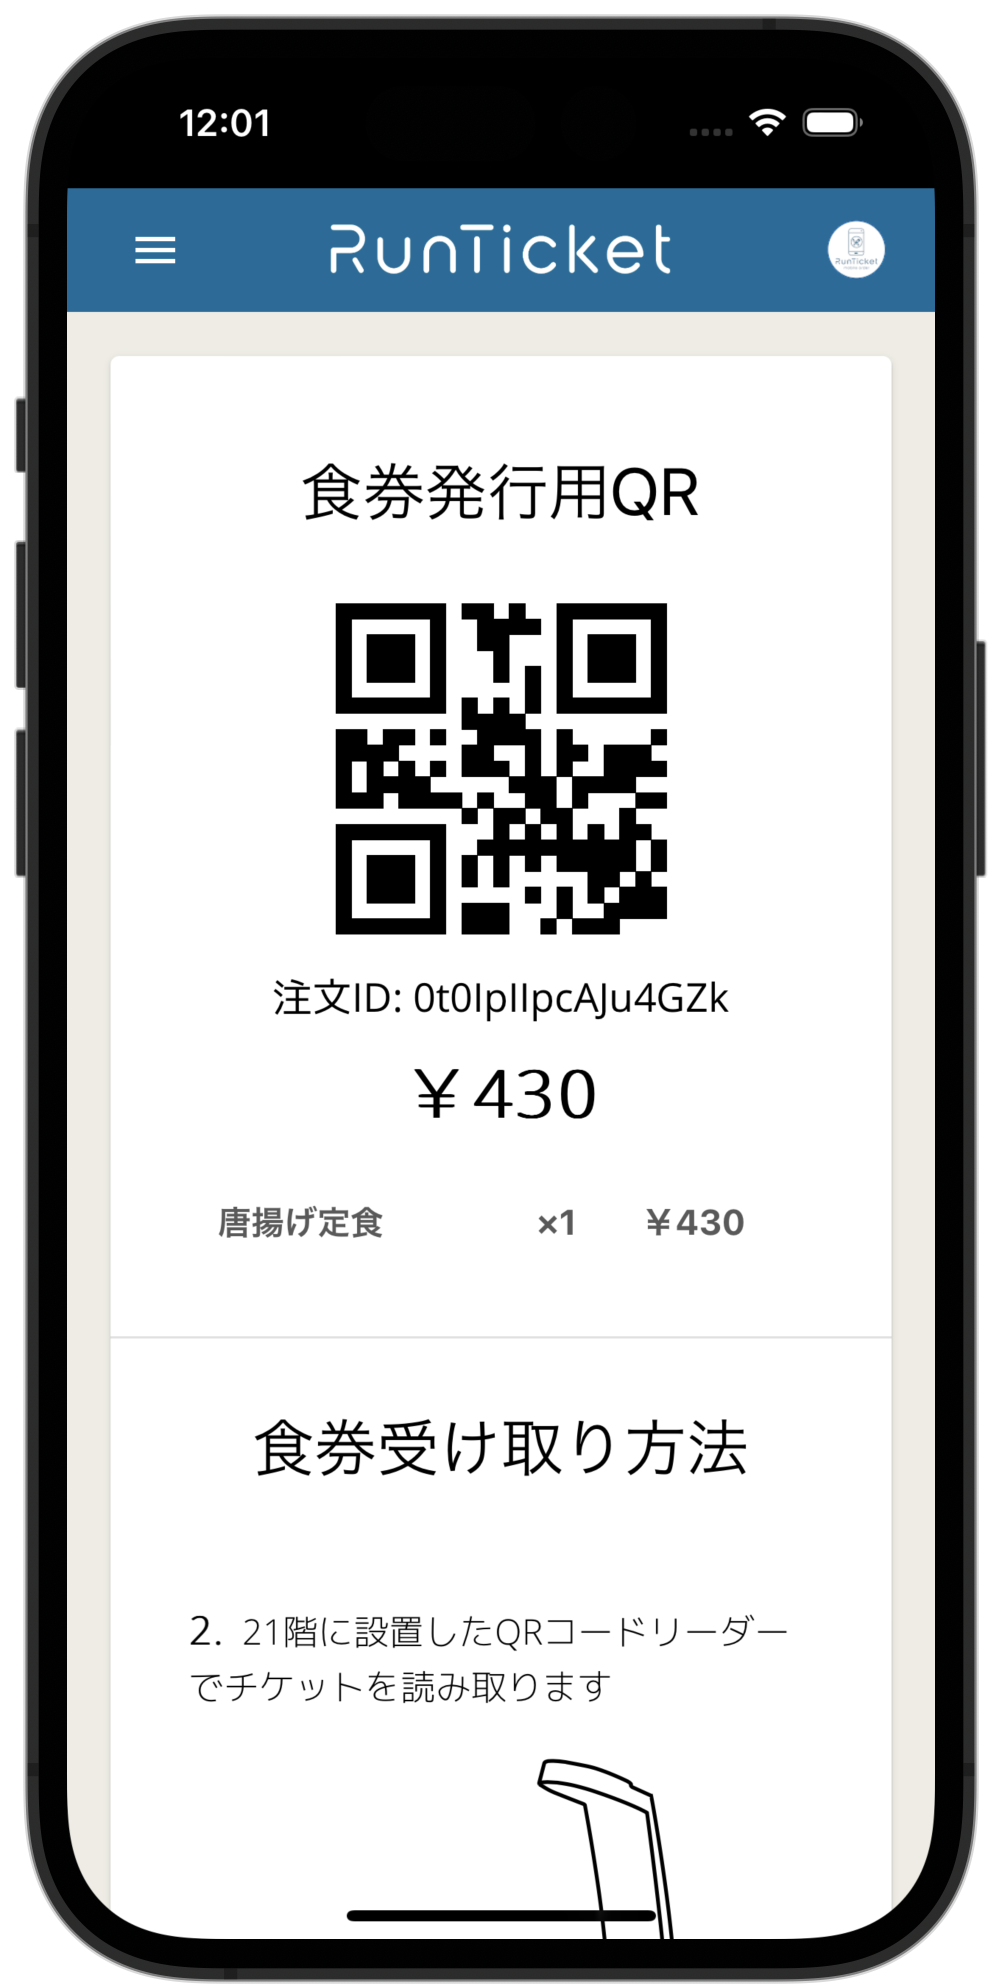 12:01
RunTicket
RunTicket
食券発行用QR
注文ID: 0t0IpIIpcAJu4GZk
￥430
唐揚げ定食 ×1 ￥430
食券受け取り方法
2. 21階に設置したQRコードリーダー
でチケットを読み取ります